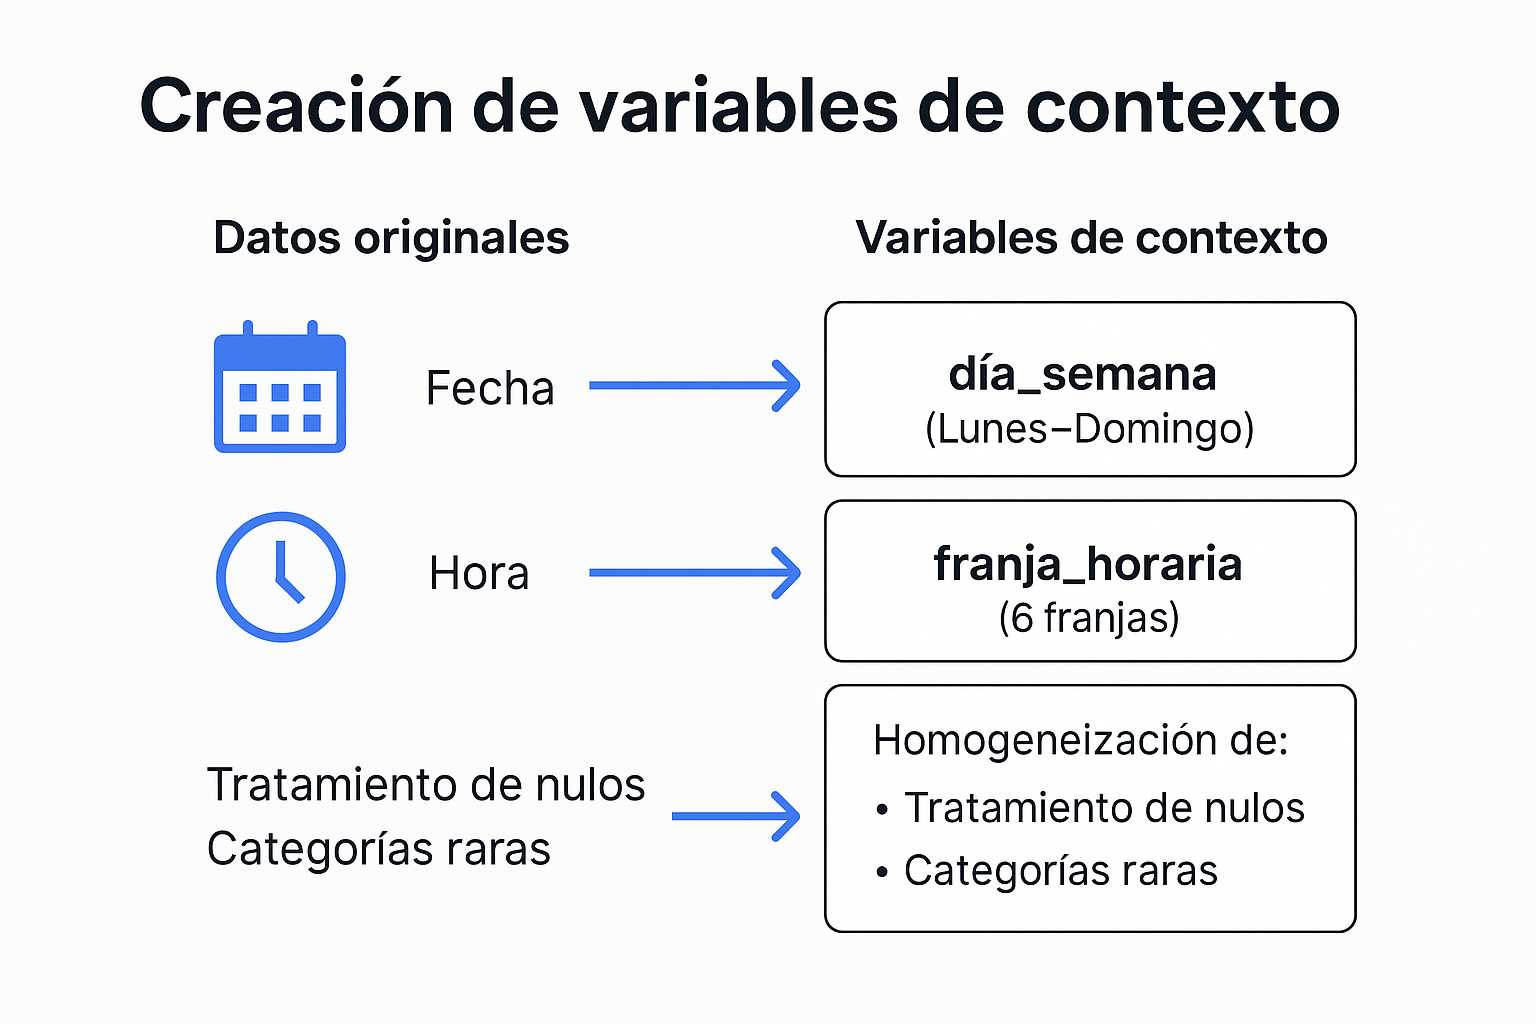 Creación de variables de contexto
Datos originales
Variables de contexto
Fecha
día_semana
(Lunes–Domingo)
Hora
franja_horaria
(6 franjas)
Tratamiento de nulos
Categorías raras
Homogeneización de:
• Tratamiento de nulos
• Categorías raras